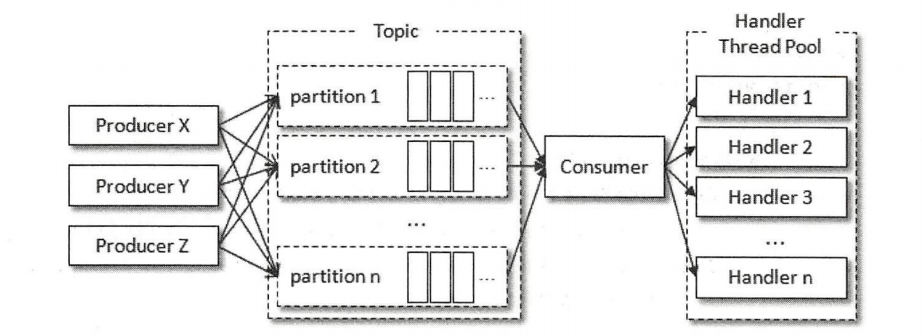 Topic
Handler
Thread Pool
partition 1
...
Handler 1
Producer X
Handler 2
partition 2
...
Consumer
Producer Y
Handler 3
...
...
Producer Z
partition n
...
Handler n